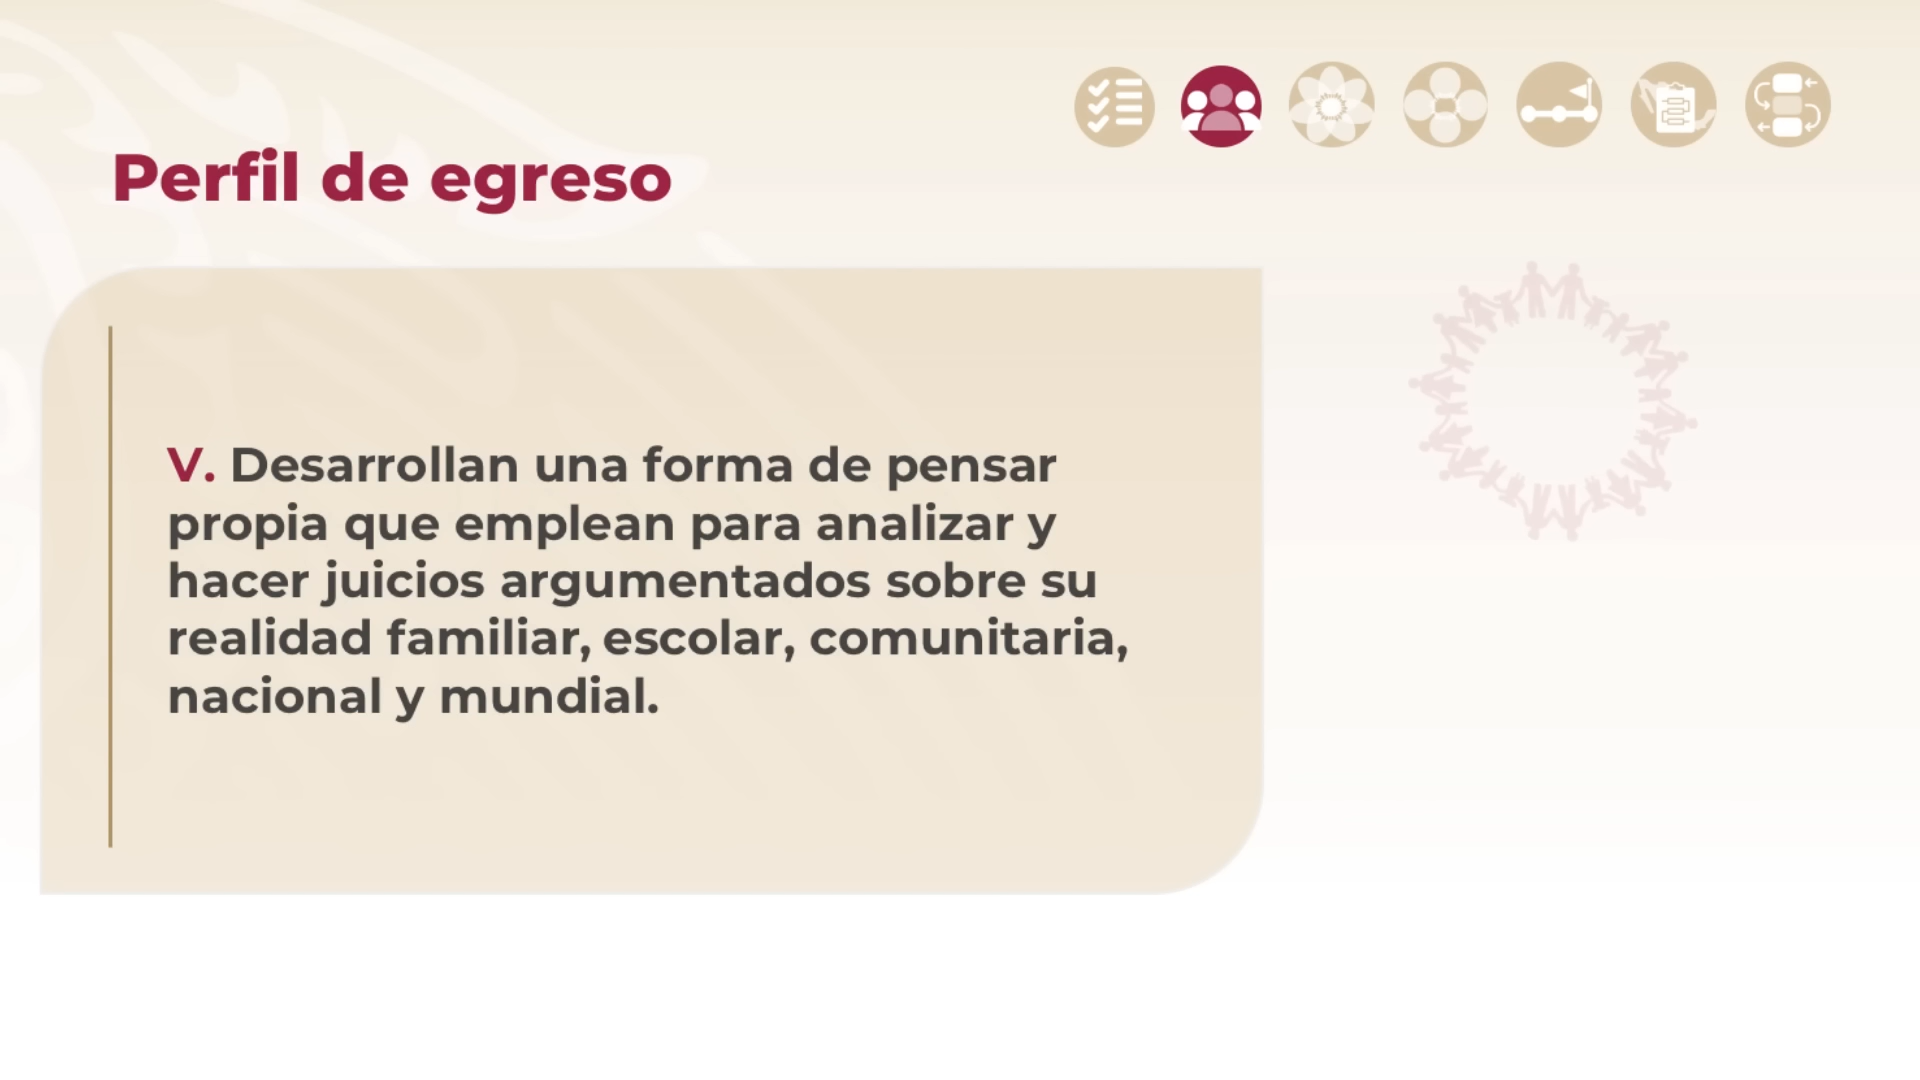 Perfil de egreso
V. Desarrollan una forma de pensar
propia que emplean para analizar y
hacer juicios argumentados sobre su
realidad familiar, escolar, comunitaria,
nacional y mundial.